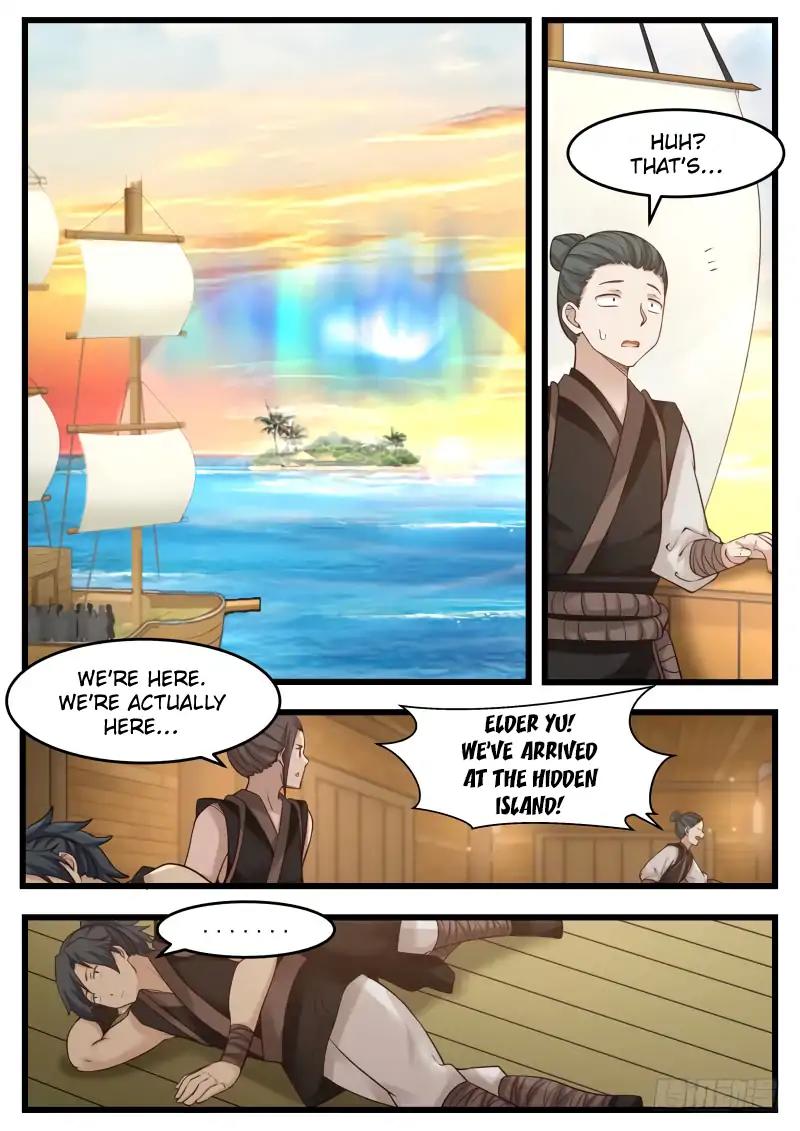 HUH?
THAT'S...
WE'RE HERE.
WE'RE ACTUALLY
HERE...
ELDER YU!
WE'VE ARRIVED
AT THE HIDDEN
ISLAND!
.......